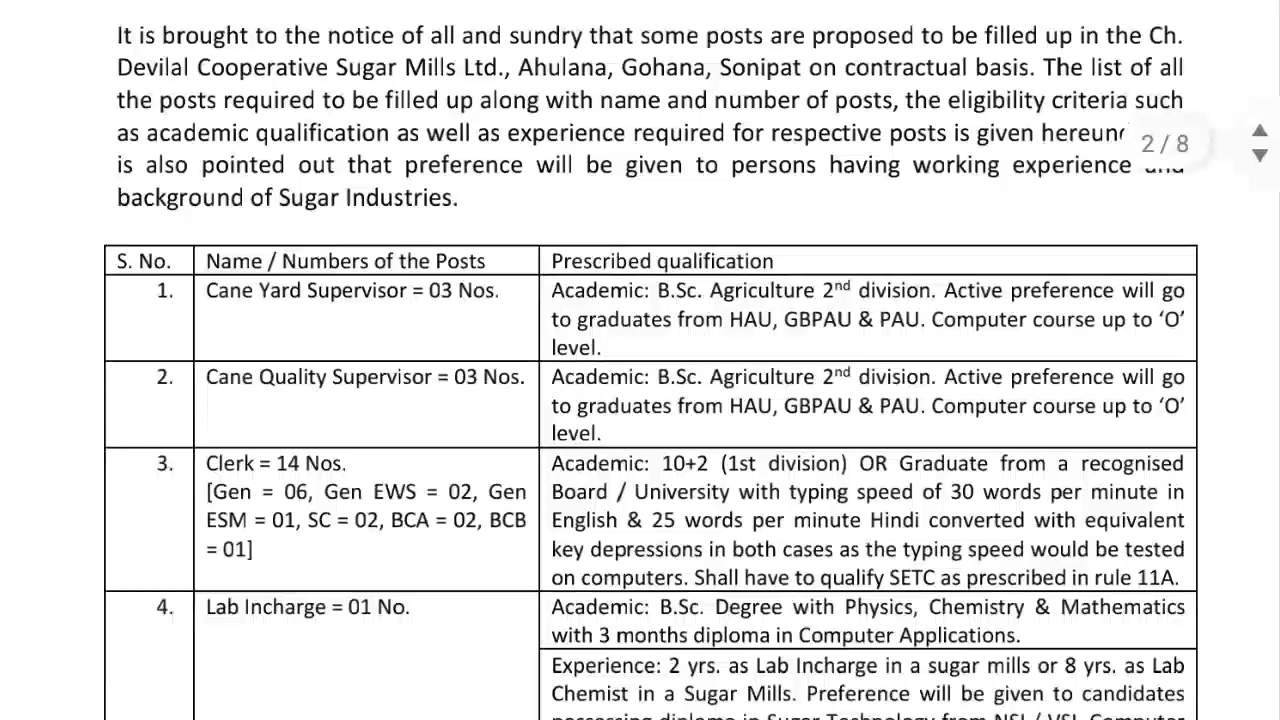 It is brought to the notice of all and sundry that some posts are proposed to be filled up in the Ch.
Devilal Cooperative Sugar Mills Ltd., Ahulana, Gohana, Sonipat on contractual basis. The list of all
the posts required to be filled up along with name and number of posts, the eligibility criteria such
as academic qualification as well as experience required for respective posts is given
2 / 8
is also pointed out that preference will be given to persons having working experience
background of Sugar Industries.
S. No. Name / Numbers of the Posts Prescribed qualification
1. Cane Yard Supervisor = 03 Nos. Academic: B.Sc. Agriculture 2nd division. Active preference will go
to graduates from HAU, GBPAU & PAU. Computer course up to ‘O’
level.
2. Cane Quality Supervisor = 03 Nos. Academic: B.Sc. Agriculture 2nd division. Active preference will go
to graduates from HAU, GBPAU & PAU. Computer course up to ‘O’
level.
3. Clerk = 14 Nos. Academic: 10+2 (1st division) OR Graduate from a recognised
[Gen = 06, Gen EWS = 02, Gen Board / University with typing speed of 30 words per minute in
ESM = 01, SC = 02, BCA = 02, BCB English & 25 words per minute Hindi converted with equivalent
= 01] key depressions in both cases as the typing speed would be tested
on computers. Shall have to qualify SETC as prescribed in rule 11A.
4. Lab Incharge = 01 No. Academic: B.Sc. Degree with Physics, Chemistry & Mathematics
with 3 months diploma in Computer Applications.
Experience: 2 yrs. as Lab Incharge in a sugar mills or 8 yrs. as Lab
Chemist in a Sugar Mills. Preference will be given to candidates